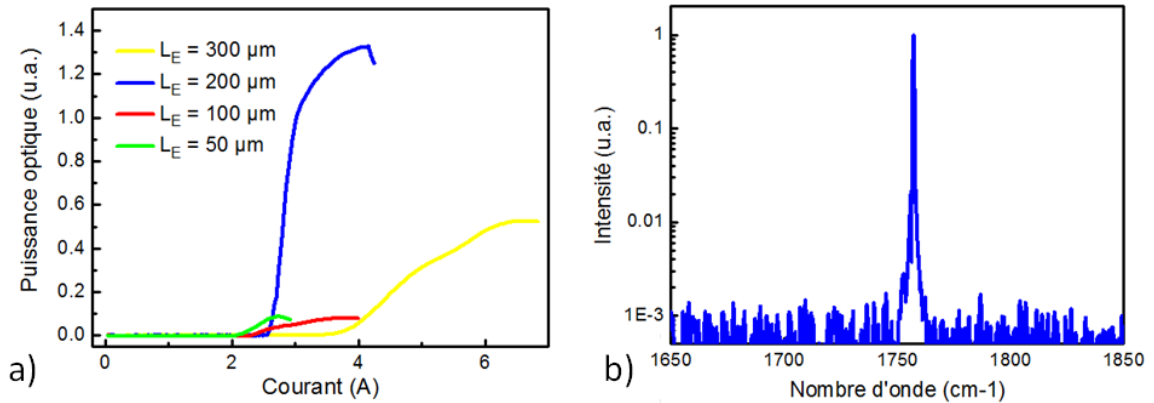 1.4
1.2
1.0
0.8
0.6
0.4
0.2
0.0
Puissance optique (u.a.)
L_E = 300 µm
L_E = 200 µm
L_E = 100 µm
L_E = 50 µm
0 2 4 6
Courant (A)
a)
1
0.1
0.01
1E-3
Intensité (u.a.)
1650 1700 1750 1800 1850
Nombre d'onde (cm-1)
b)